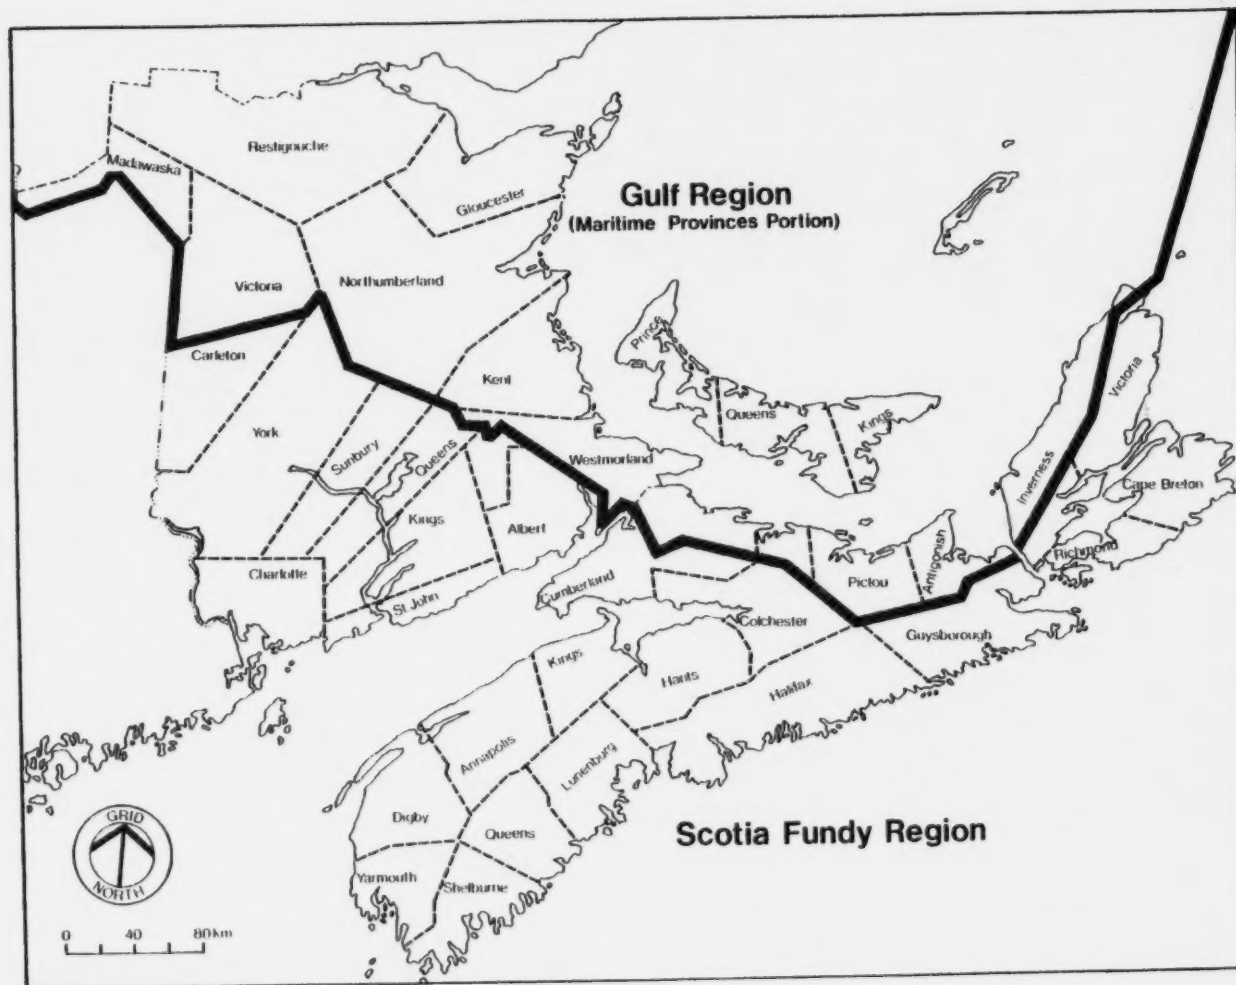 Restigouche
Madawaska
Gloucester
Gulf Region
(Maritime Provinces Portion)
Victoria
Northumberland
Carleton
Kent
Prince
Queens
Kings
Victoria
York
Sunbury
Queens
Westmorland
Inverness
Cape Breton
Kings
Albert
Charlotte
St John
Cumberland
Pictou
Antigonish
Richmond
Colchester
Guysborough
Kings
Hants
Halifax
Annapolis
Lunenburg
Digby
Queens
Scotia Fundy Region
Yarmouth
Shelburne
GRID
NORTH
0 40 80km